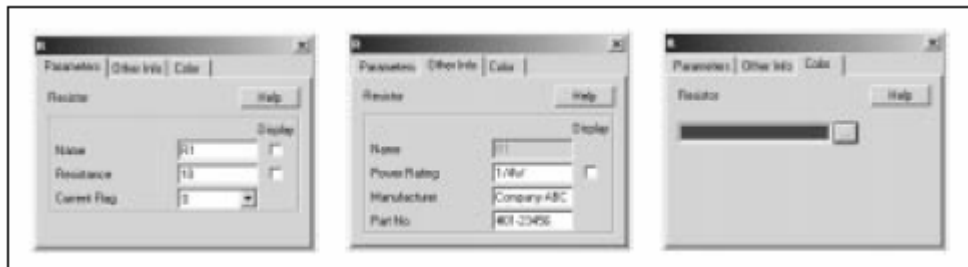 R
Parameters Other Info Color
Resistor Help
Display
Name R1
Resistance 10
Current Flag 0
R
Parameters Other Info Color
Resistor Help
Display
Name R1
Power Rating 1/4W
Manufacturer Company ABC
Part No. #01-23456
R
Parameters Other Info Color
Resistor Help
...